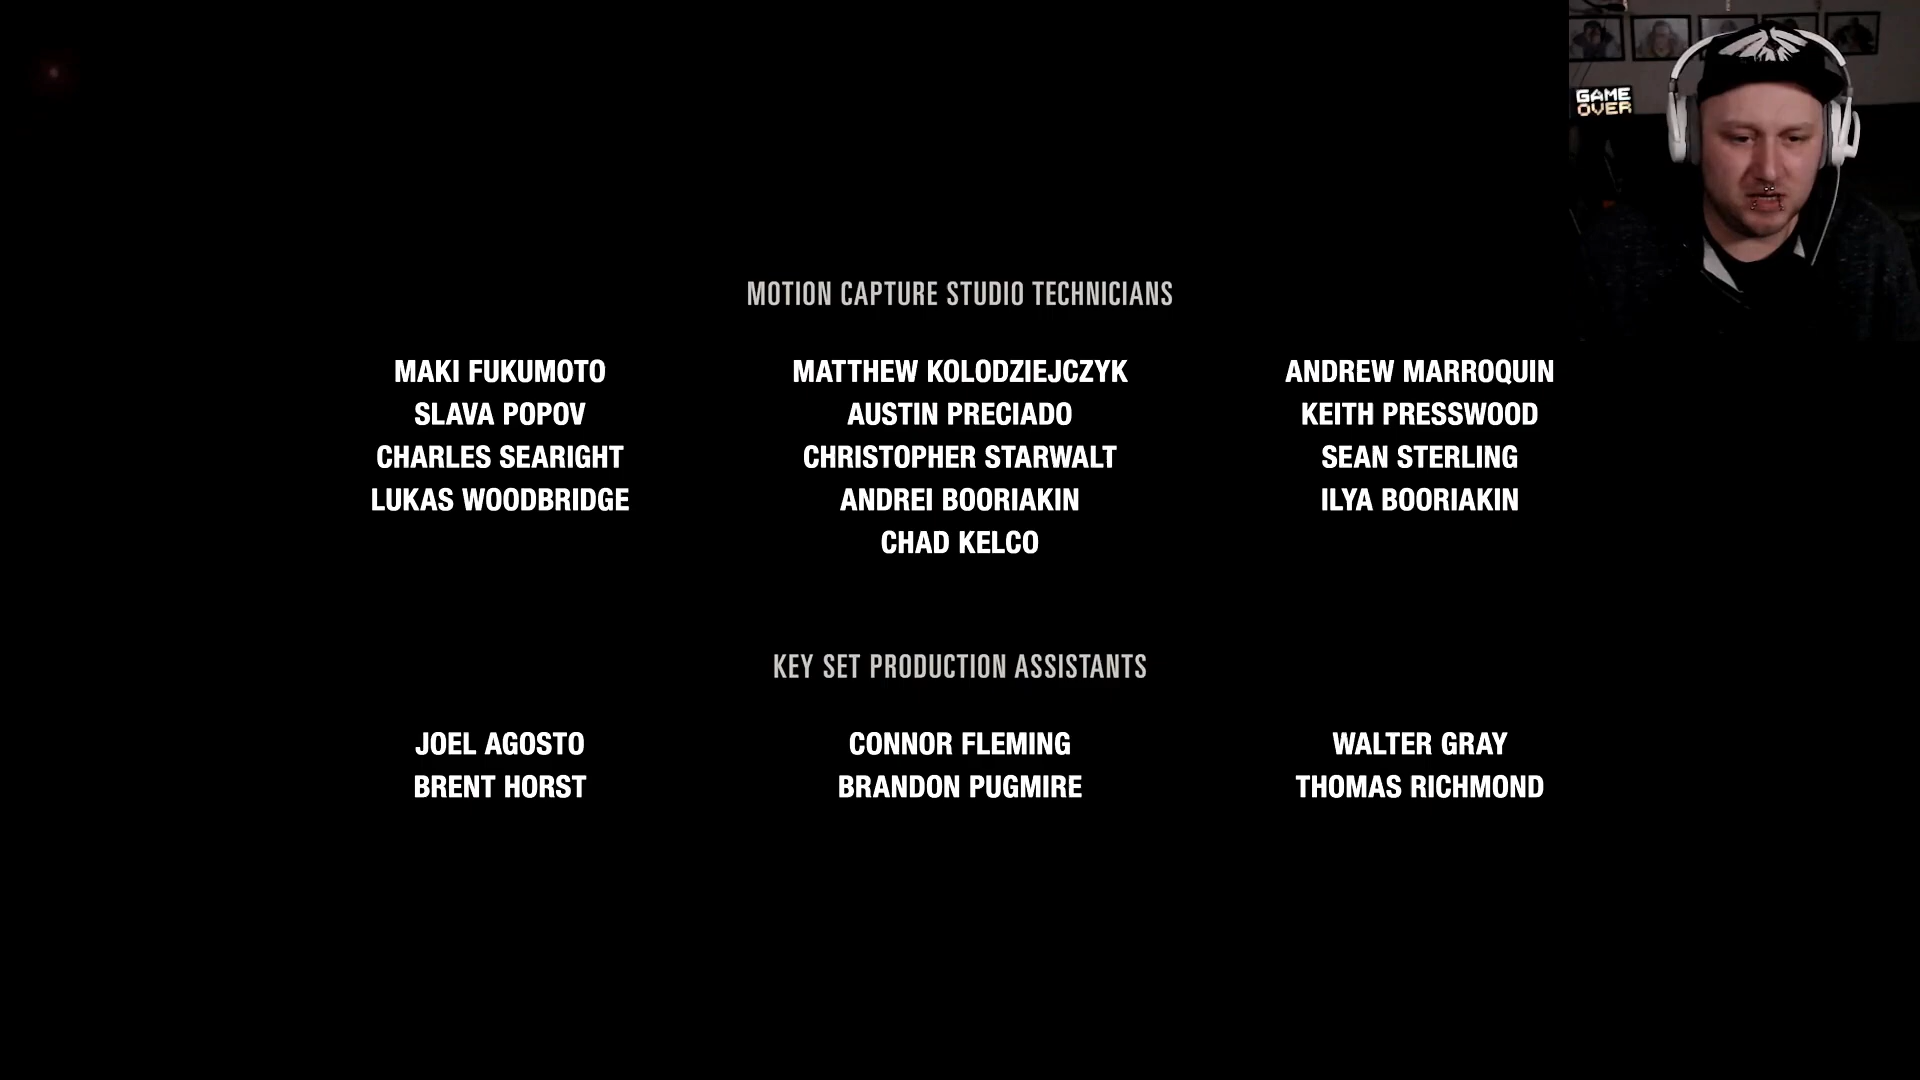 GAME
OVER
MOTION CAPTURE STUDIO TECHNICIANS
MAKI FUKUMOTO MATTHEW KOLODZIEJCZYK ANDREW MARROQUIN
SLAVA POPOV AUSTIN PRECIADO KEITH PRESSWOOD
CHARLES SEARIGHT CHRISTOPHER STARWALT SEAN STERLING
LUKAS WOODBRIDGE ANDREI BOORIAKIN ILYA BOORIAKIN
CHAD KELCO
KEY SET PRODUCTION ASSISTANTS
JOEL AGOSTO CONNOR FLEMING WALTER GRAY
BRENT HORST BRANDON PUGMIRE THOMAS RICHMOND